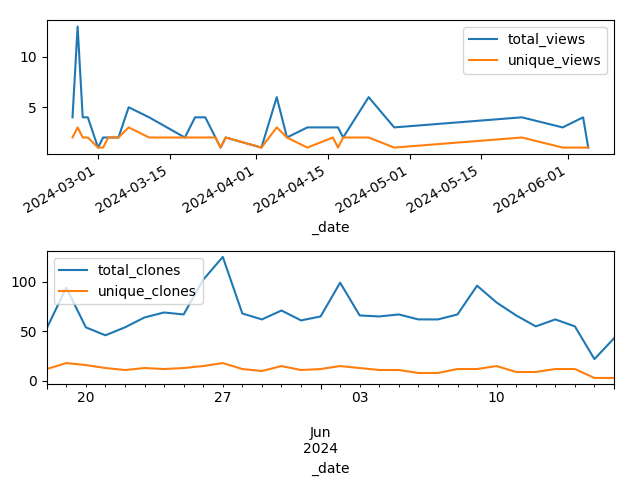 total_views
unique_views
10
5
2024-03-01
2024-03-15
2024-04-01
2024-04-15
2024-05-01
2024-05-15
2024-06-01
_date
total_clones
unique_clones
100
50
0
20 27 03 10
Jun
2024
_date